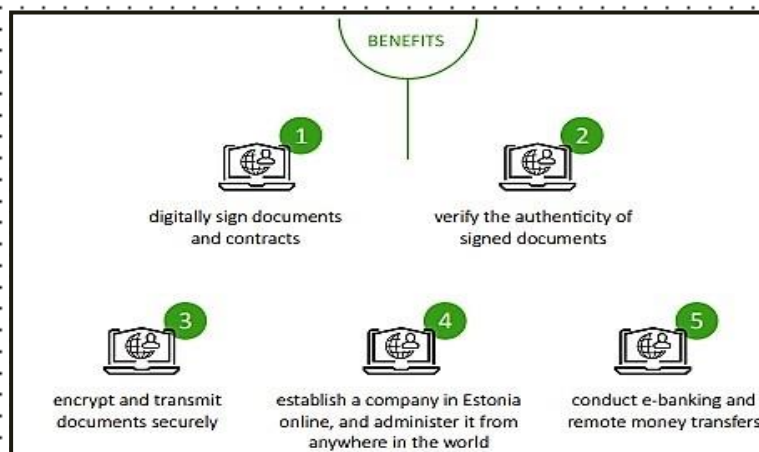 BENEFITS
1
digitally sign documents
and contracts
2
verify the authenticity of
signed documents
3
encrypt and transmit
documents securely
4
establish a company in Estonia
online, and administer it from
anywhere in the world
5
conduct e-banking and
remote money transfers